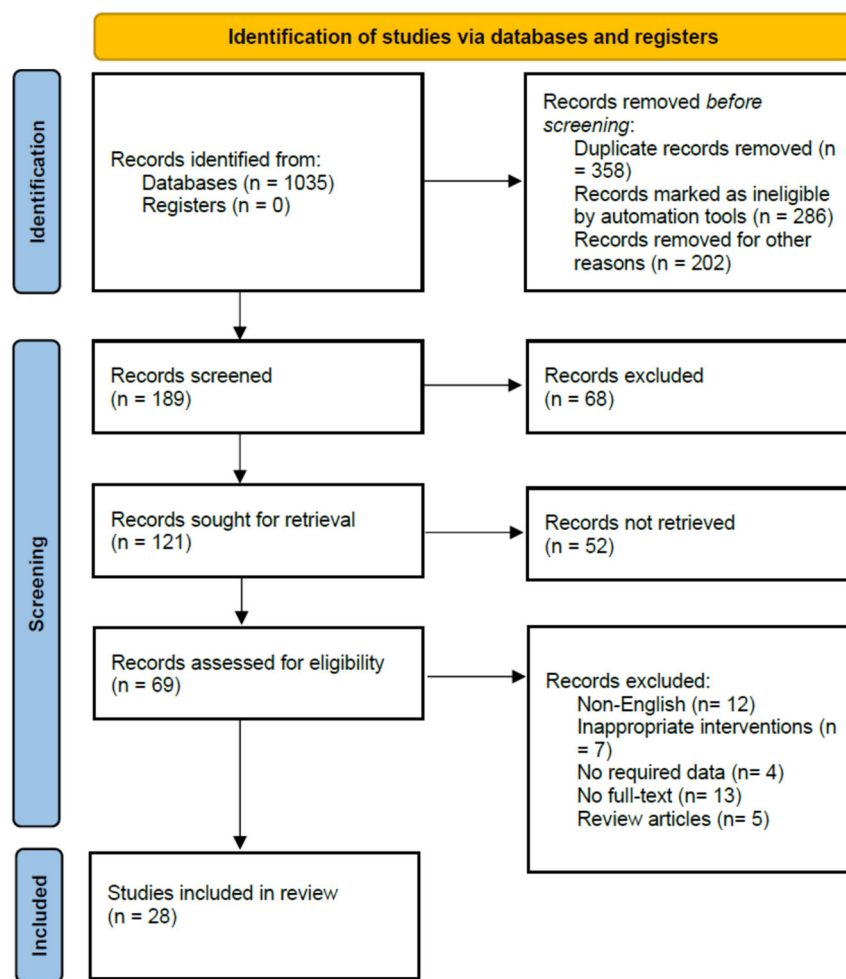 Identification of studies via databases and registers
Identification
Records identified from:
Databases (n = 1035)
Registers (n = 0)
Records removed before
screening:
Duplicate records removed (n
= 358)
Records marked as ineligible
by automation tools (n = 286)
Records removed for other
reasons (n = 202)
Screening
Records screened
(n = 189)
Records excluded
(n = 68)
Records sought for retrieval
(n = 121)
Records not retrieved
(n = 52)
Records assessed for eligibility
(n = 69)
Records excluded:
Non-English (n= 12)
Inappropriate interventions (n
= 7)
No required data (n= 4)
No full-text (n= 13)
Review articles (n= 5)
Included
Studies included in review
(n = 28)